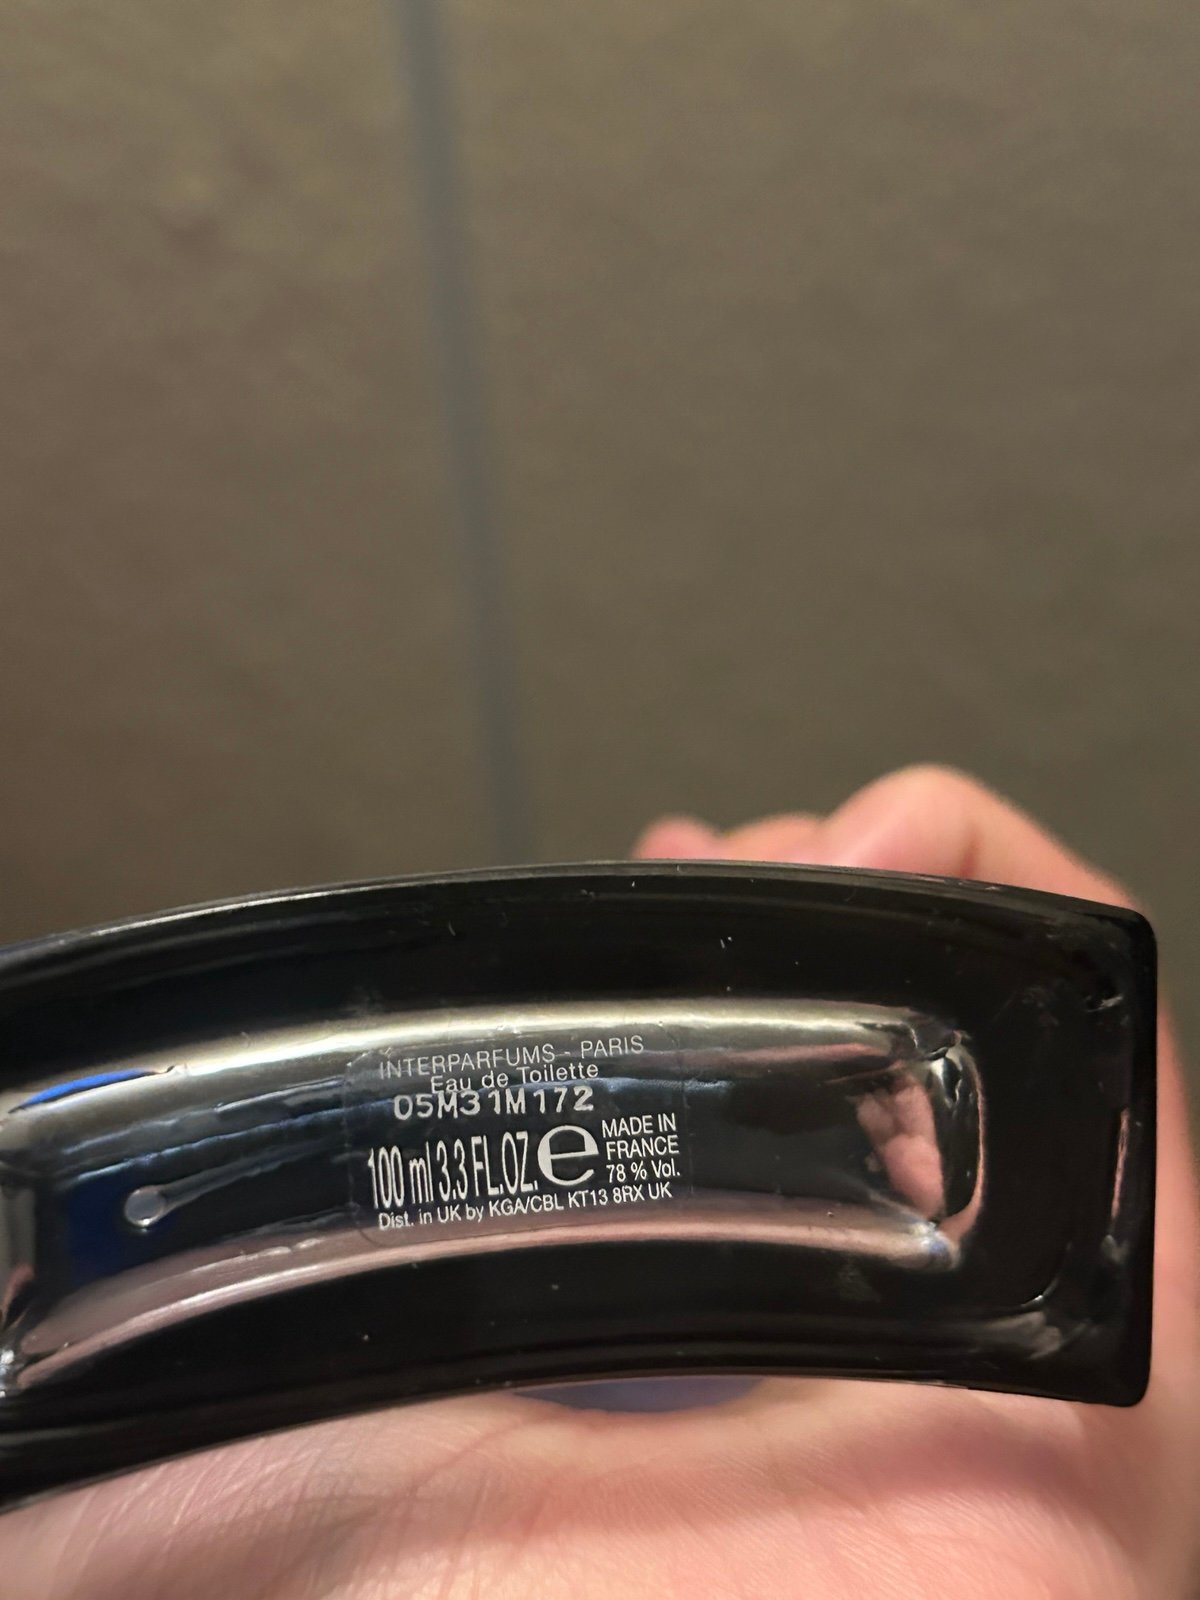 INTERPARFUMS - PARIS
Eau de Toilette
05M31M172
100 ml 3.3 FL.OZ. e MADE IN
FRANCE
78 % Vol.
Dist. in UK by KGA/CBL KT13 8RX UK